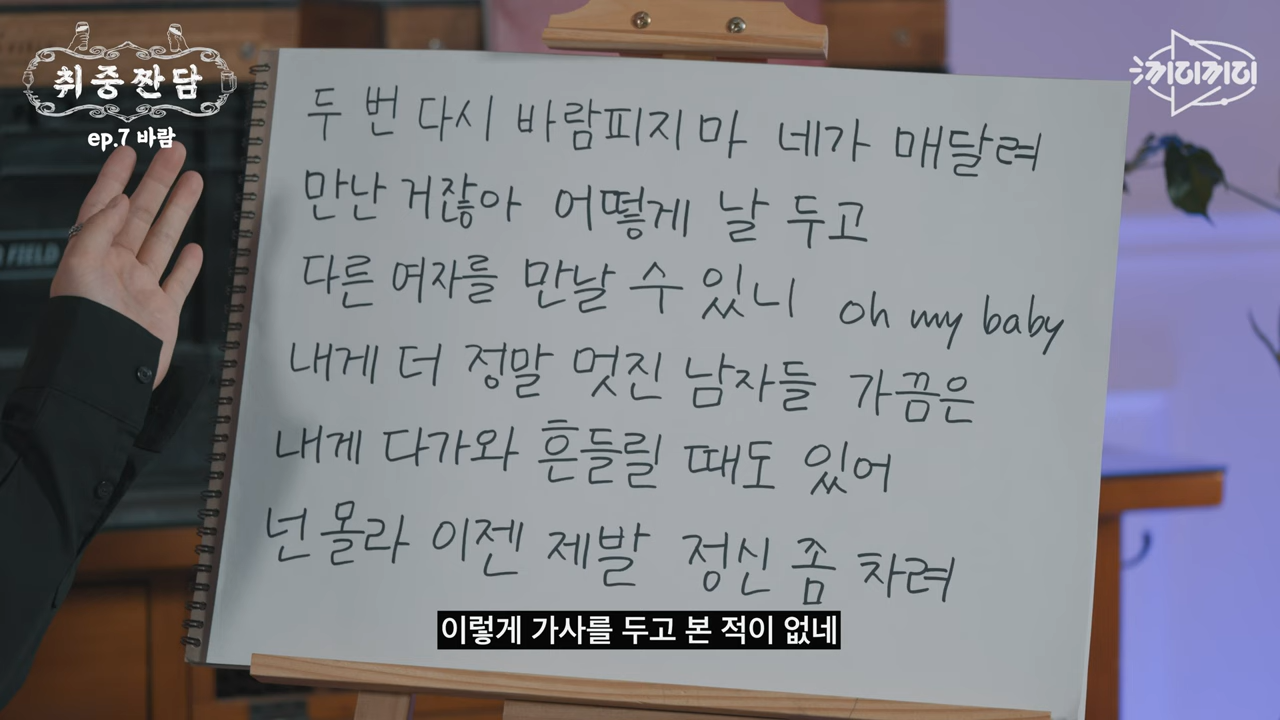 취중짠담
ep.7 바람
끼리끼리
두 번 다시 바람피지 마 네가 매달려
만난 거잖아 어떻게 날 두고
다른 여자를 만날 수 있니 oh my baby
내게 더 정말 멋진 남자들 가끔은
내게 다가와 흔들릴 때도 있어
넌 몰라 이젠 제발 정신 좀 차려
FIELD
이렇게 가사를 두고 본 적이 없네